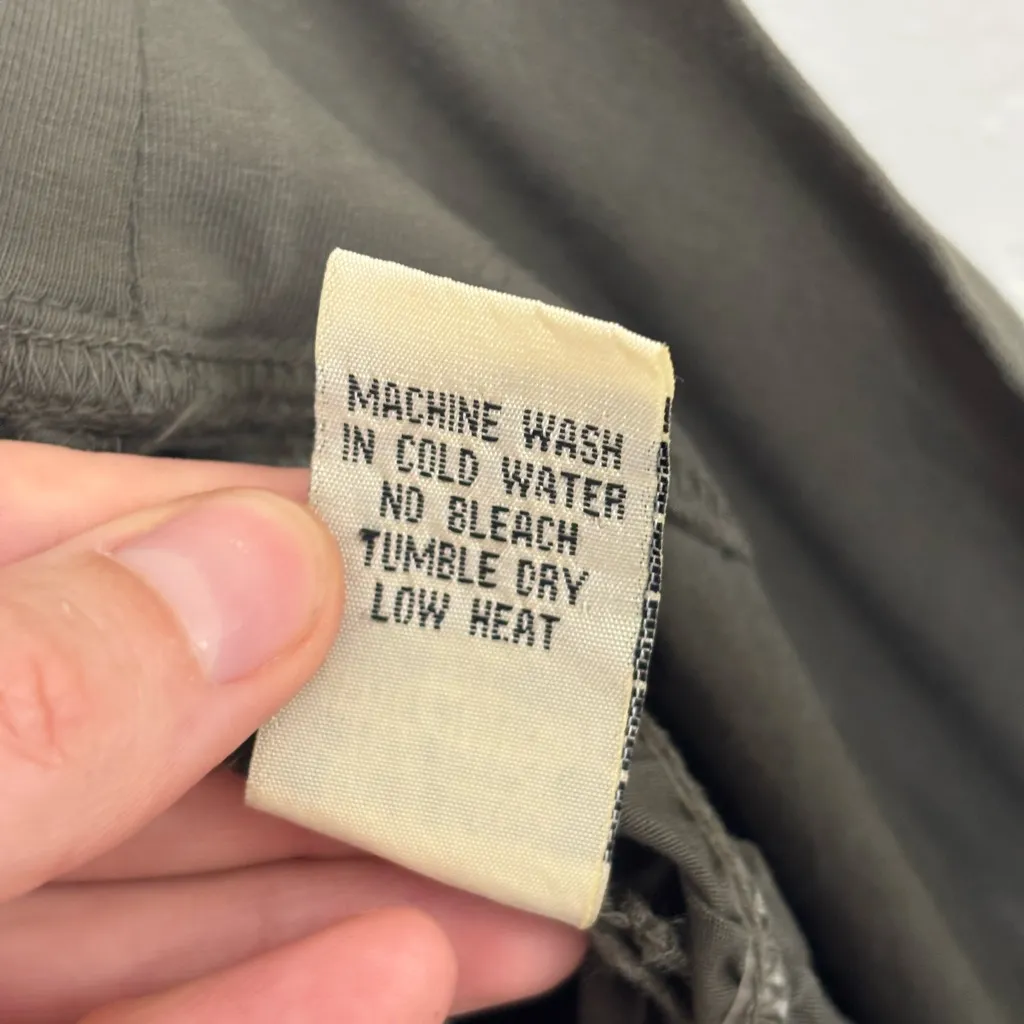 MACHINE WASH
IN COLD WATER
NO BLEACH
TUMBLE DRY
LOW HEAT